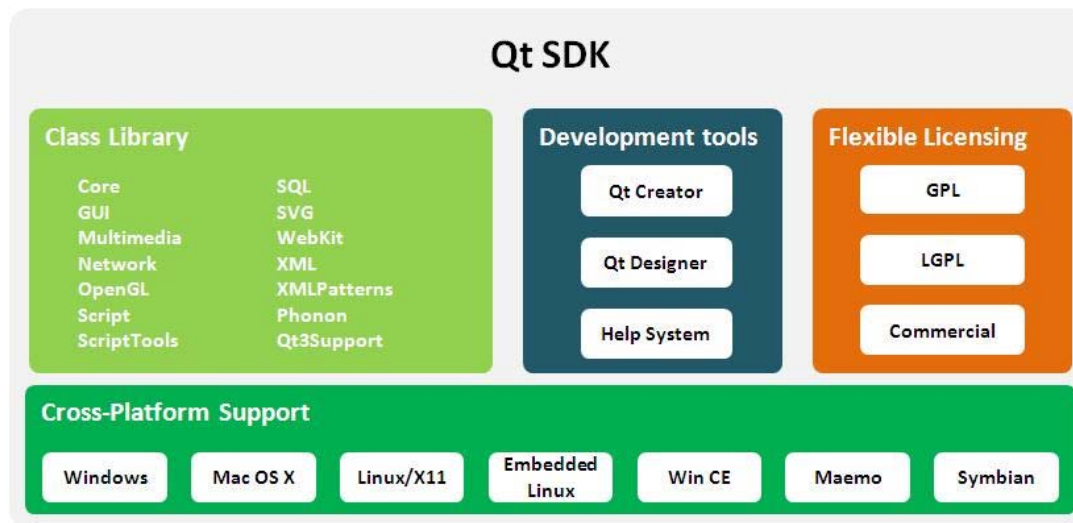 Qt SDK
Class Library
Core
GUI
Multimedia
Network
OpenGL
Script
ScriptTools
SQL
SVG
WebKit
XML
XMLPatterns
Phonon
Qt3Support
Development tools
Qt Creator
Qt Designer
Help System
Flexible Licensing
GPL
LGPL
Commercial
Cross-Platform Support
Windows
Mac OS X
Linux/X11
Embedded
Linux
Win CE
Maemo
Symbian